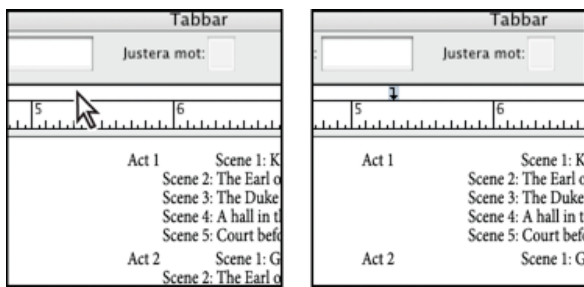 Tabbar
Justera mot:
5 6
Act 1 Scene 1: K
Scene 2: The Earl o
Scene 3: The Duke
Scene 4: A hall in t
Scene 5: Court befo
Act 2 Scene 1: G
Scene 2: The Earl o
Tabbar
: Justera mot:
5 6
Act 1 Scene 1: K
Scene 2: The Earl o
Scene 3: The Duke
Scene 4: A hall in t
Scene 5: Court befo
Act 2 Scene 1: G